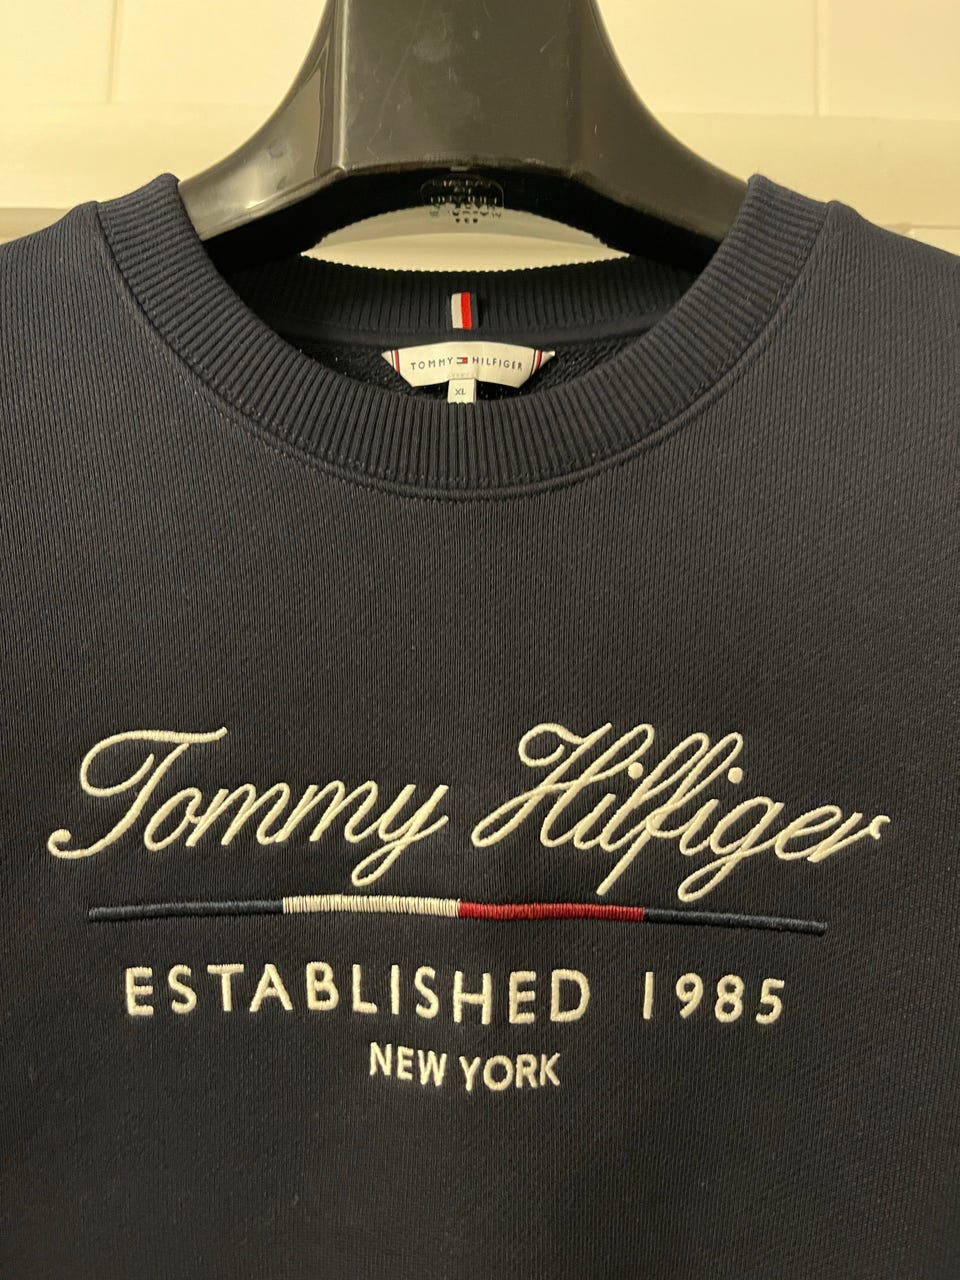 TOMMY HILFIGER
XL
Tommy Hilfiger
ESTABLISHED 1985
NEW YORK